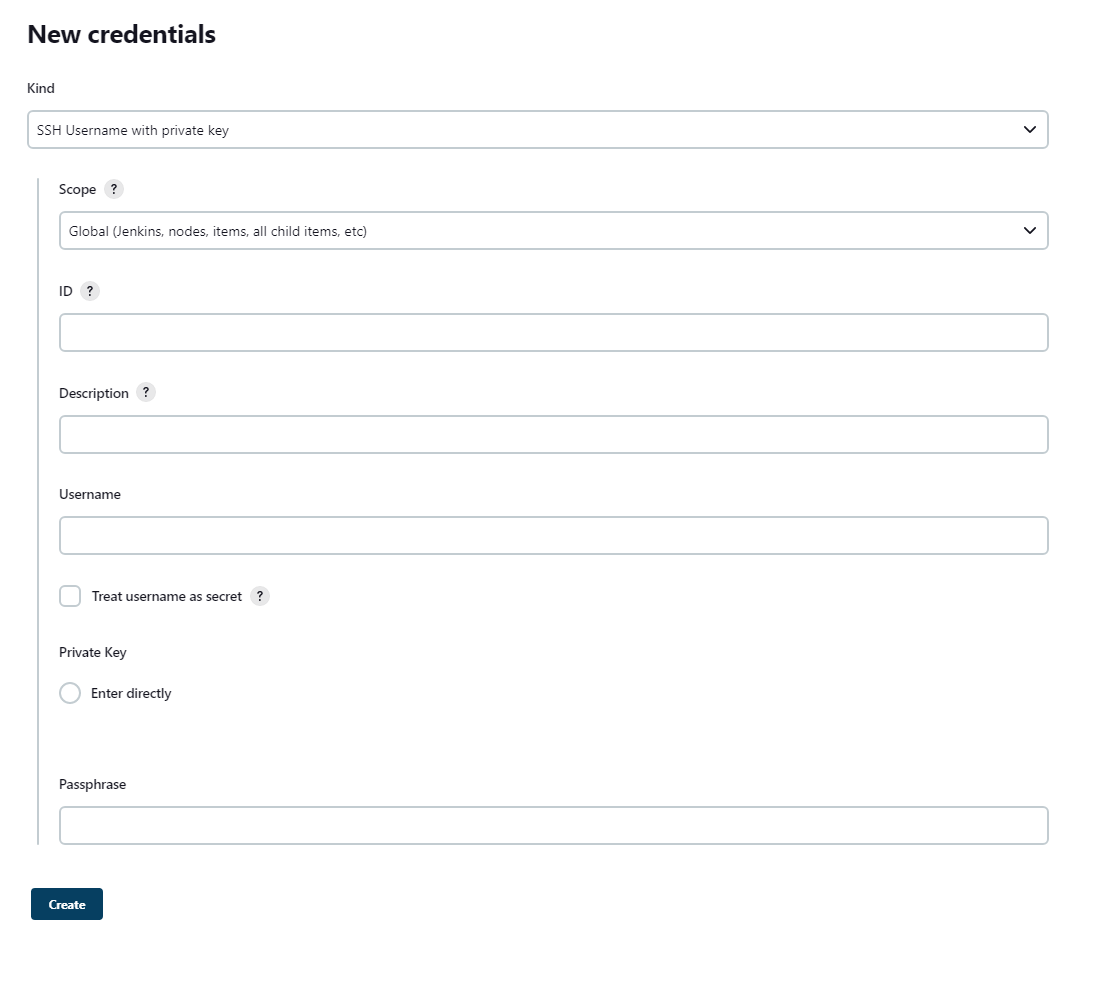 New credentials
Kind
SSH Username with private key
Scope ?
Global (Jenkins, nodes, items, all child items, etc)
ID ?
Description ?
Username
Treat username as secret ?
Private Key
Enter directly
Passphrase
Create